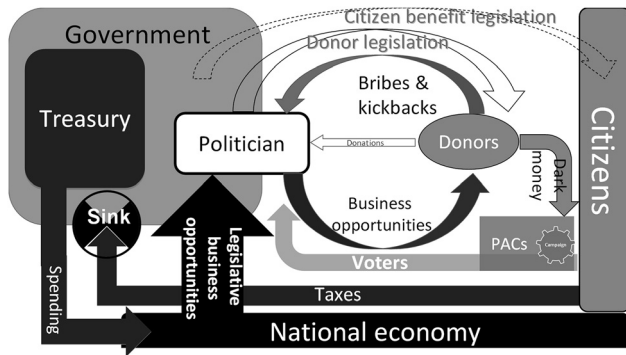 Citizen benefit legislation
Government
Donor legislation
Treasury
Bribes &
kickbacks
Politician
Donations
Donors
Citizens
Dark
money
Sink
Business
opportunities
PACs
Campaign
Legislative
business
opportunities
Voters
Spending
Taxes
National economy